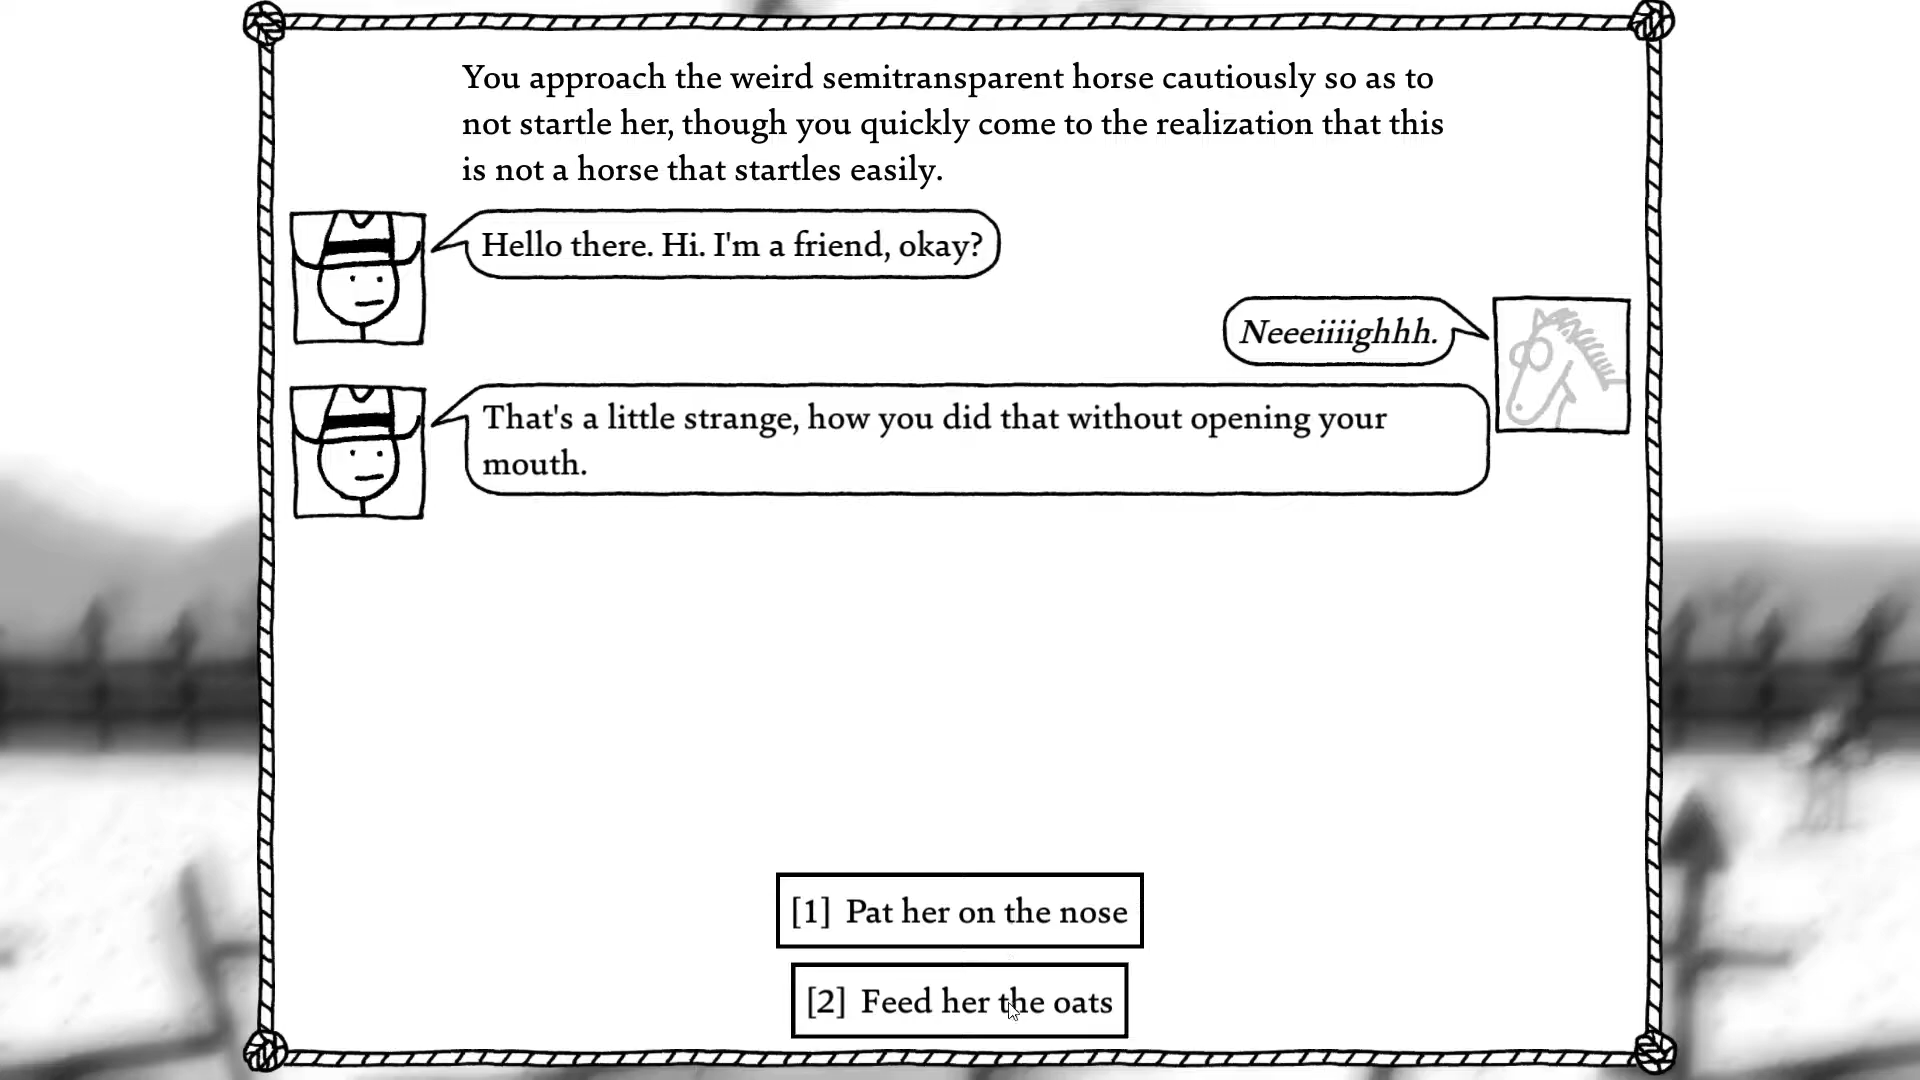 You approach the weird semitransparent horse cautiously so as to
not startle her, though you quickly come to the realization that this
is not a horse that startles easily.
Hello there. Hi. I'm a friend, okay?
Neeeiiiighhh.
That's a little strange, how you did that without opening your
mouth.
[1] Pat her on the nose
[2] Feed her the oats